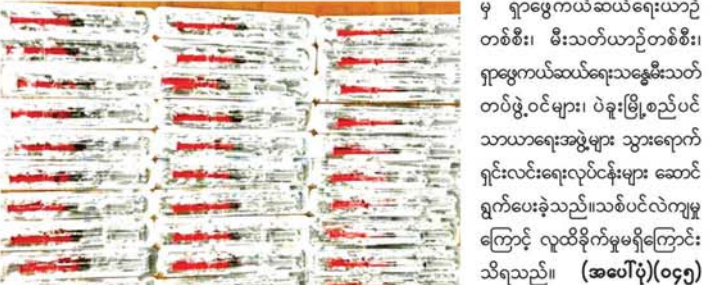 မှ ရှာဖွေကယ်ဆယ်ရေးယာဉ်
တစ်စီး၊ မီးသတ်ယာဉ်တစ်စီး၊
ရှာဖွေကယ်ဆယ်ရေးသန္ဓေမီးသတ်
တပ်ဖွဲ့ဝင်များ၊ ပဲခူးမြို့စည်ပင်
သာယာရေးအဖွဲ့များ သွားရောက်
ရှင်းလင်းရေးလုပ်ငန်းများ ဆောင်
ရွက်ပေးခဲ့သည်။သစ်ပင်လဲကျမှု
ကြောင့် လူထိခိုက်မှုမရှိကြောင်း
သိရသည်။ (အပေါ်ပုံ)(၀၄၅)